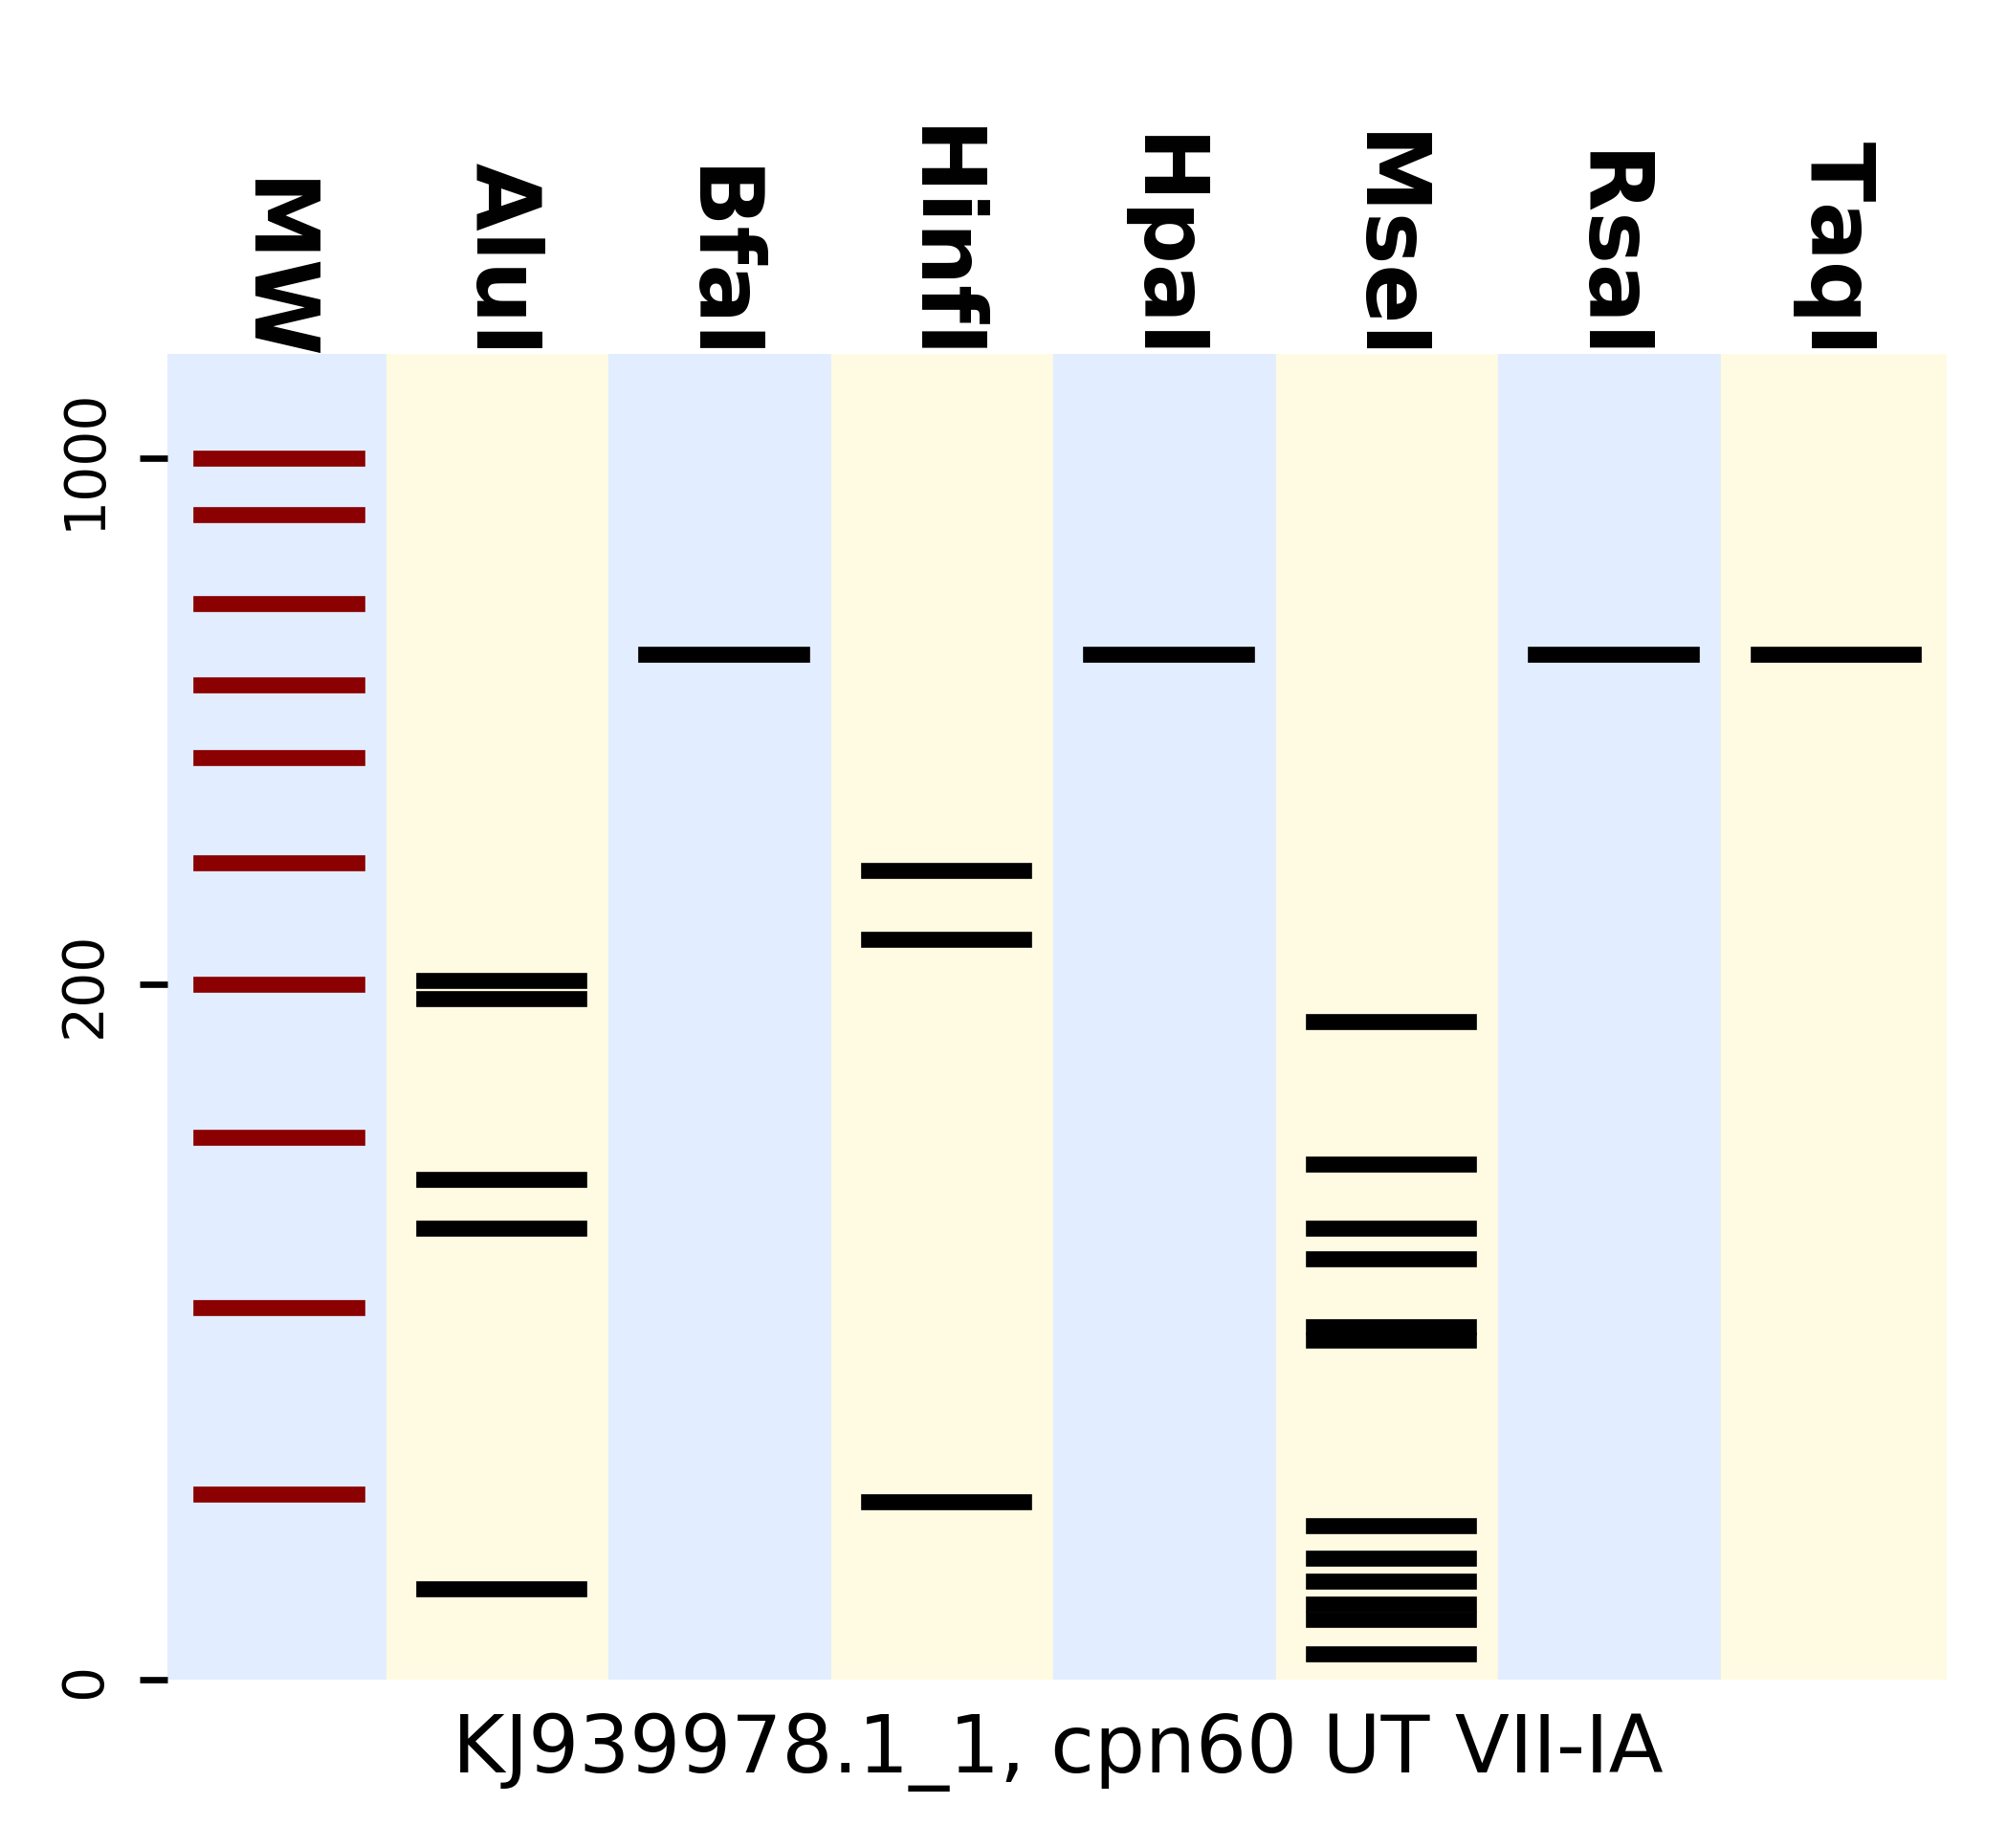 MW
AluI
BfaI
HinfI
HpaI
MseI
RsaI
TaqI
1000
200
0
KJ939978.1_1, cpn60 UT VII-IA